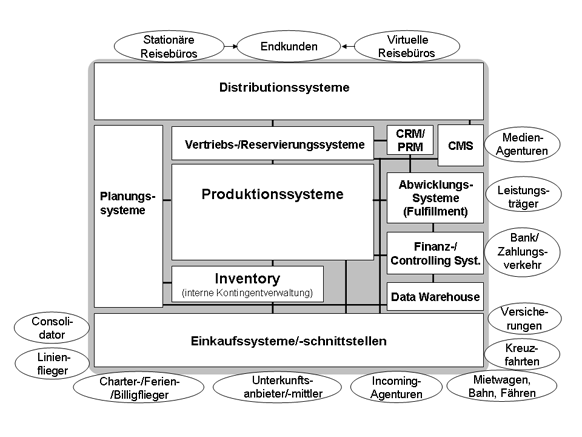 Stationäre
Reisebüros
Endkunden
Virtuelle
Reisebüros
Distributionssysteme
Planungs-
systeme
Vertriebs-/Reservierungssysteme
CRM/
PRM
CMS
Medien-
Agenturen
Produktionssysteme
Abwicklungs-
Systeme
(Fulfillment)
Leistungs-
träger
Finanz-/
Controlling Syst.
Bank/
Zahlungs-
verkehr
Inventory
(interne Kontingentverwaltung)
Data Warehouse
Einkaufssysteme/-schnittstellen
Consoli-
dator
Linien-
flieger
Versiche-
rungen
Kreuz-
fahrten
Charter-/Ferien-
/Billigflieger
Unterkunfts-
anbieter/-mittler
Incoming-
Agenturen
Mietwagen,
Bahn, Fähren